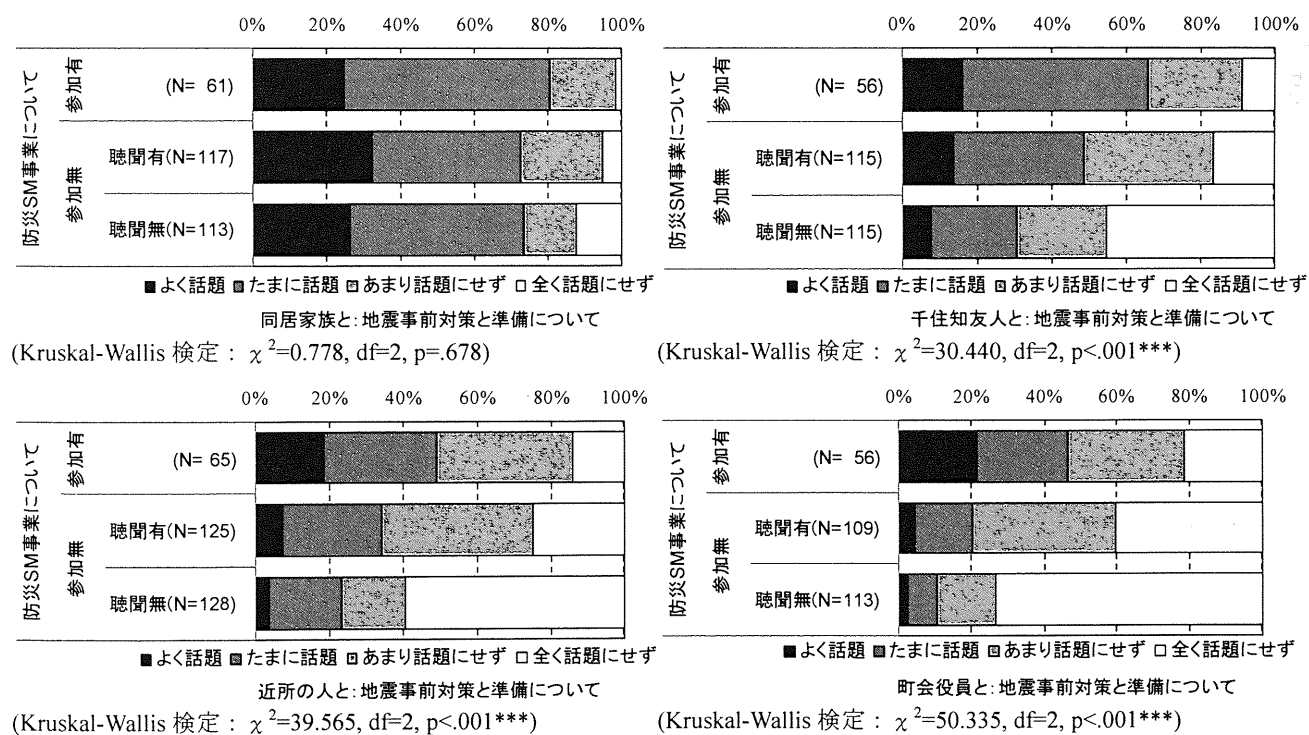 0% 20% 40% 60% 80% 100%
防災SM事業について
参加有
(N= 61)
参加無
聴聞有(N=117)
聴聞無(N=113)
■よく話題 ■たまに話題 □あまり話題にせず □全く話題にせず
同居家族と:地震事前対策と準備について
(Kruskal-Wallis 検定 : χ²=0.778, df=2, p=.678)
0% 20% 40% 60% 80% 100%
防災SM事業について
参加有
(N= 56)
参加無
聴聞有(N=115)
聴聞無(N=115)
■よく話題 ■たまに話題 □あまり話題にせず □全く話題にせず
千住知友人と:地震事前対策と準備について
(Kruskal-Wallis 検定 : χ²=30.440, df=2, p<.001***)
0% 20% 40% 60% 80% 100%
防災SM事業について
参加有
(N= 65)
参加無
聴聞有(N=125)
聴聞無(N=128)
■よく話題 ■たまに話題 □あまり話題にせず □全く話題にせず
近所の人と:地震事前対策と準備について
(Kruskal-Wallis 検定 : χ²=39.565, df=2, p<.001***)
0% 20% 40% 60% 80% 100%
防災SM事業について
参加有
(N= 56)
参加無
聴聞有(N=109)
聴聞無(N=113)
■よく話題 ■たまに話題 □あまり話題にせず □全く話題にせず
町会役員と:地震事前対策と準備について
(Kruskal-Wallis 検定 : χ²=50.335, df=2, p<.001***)